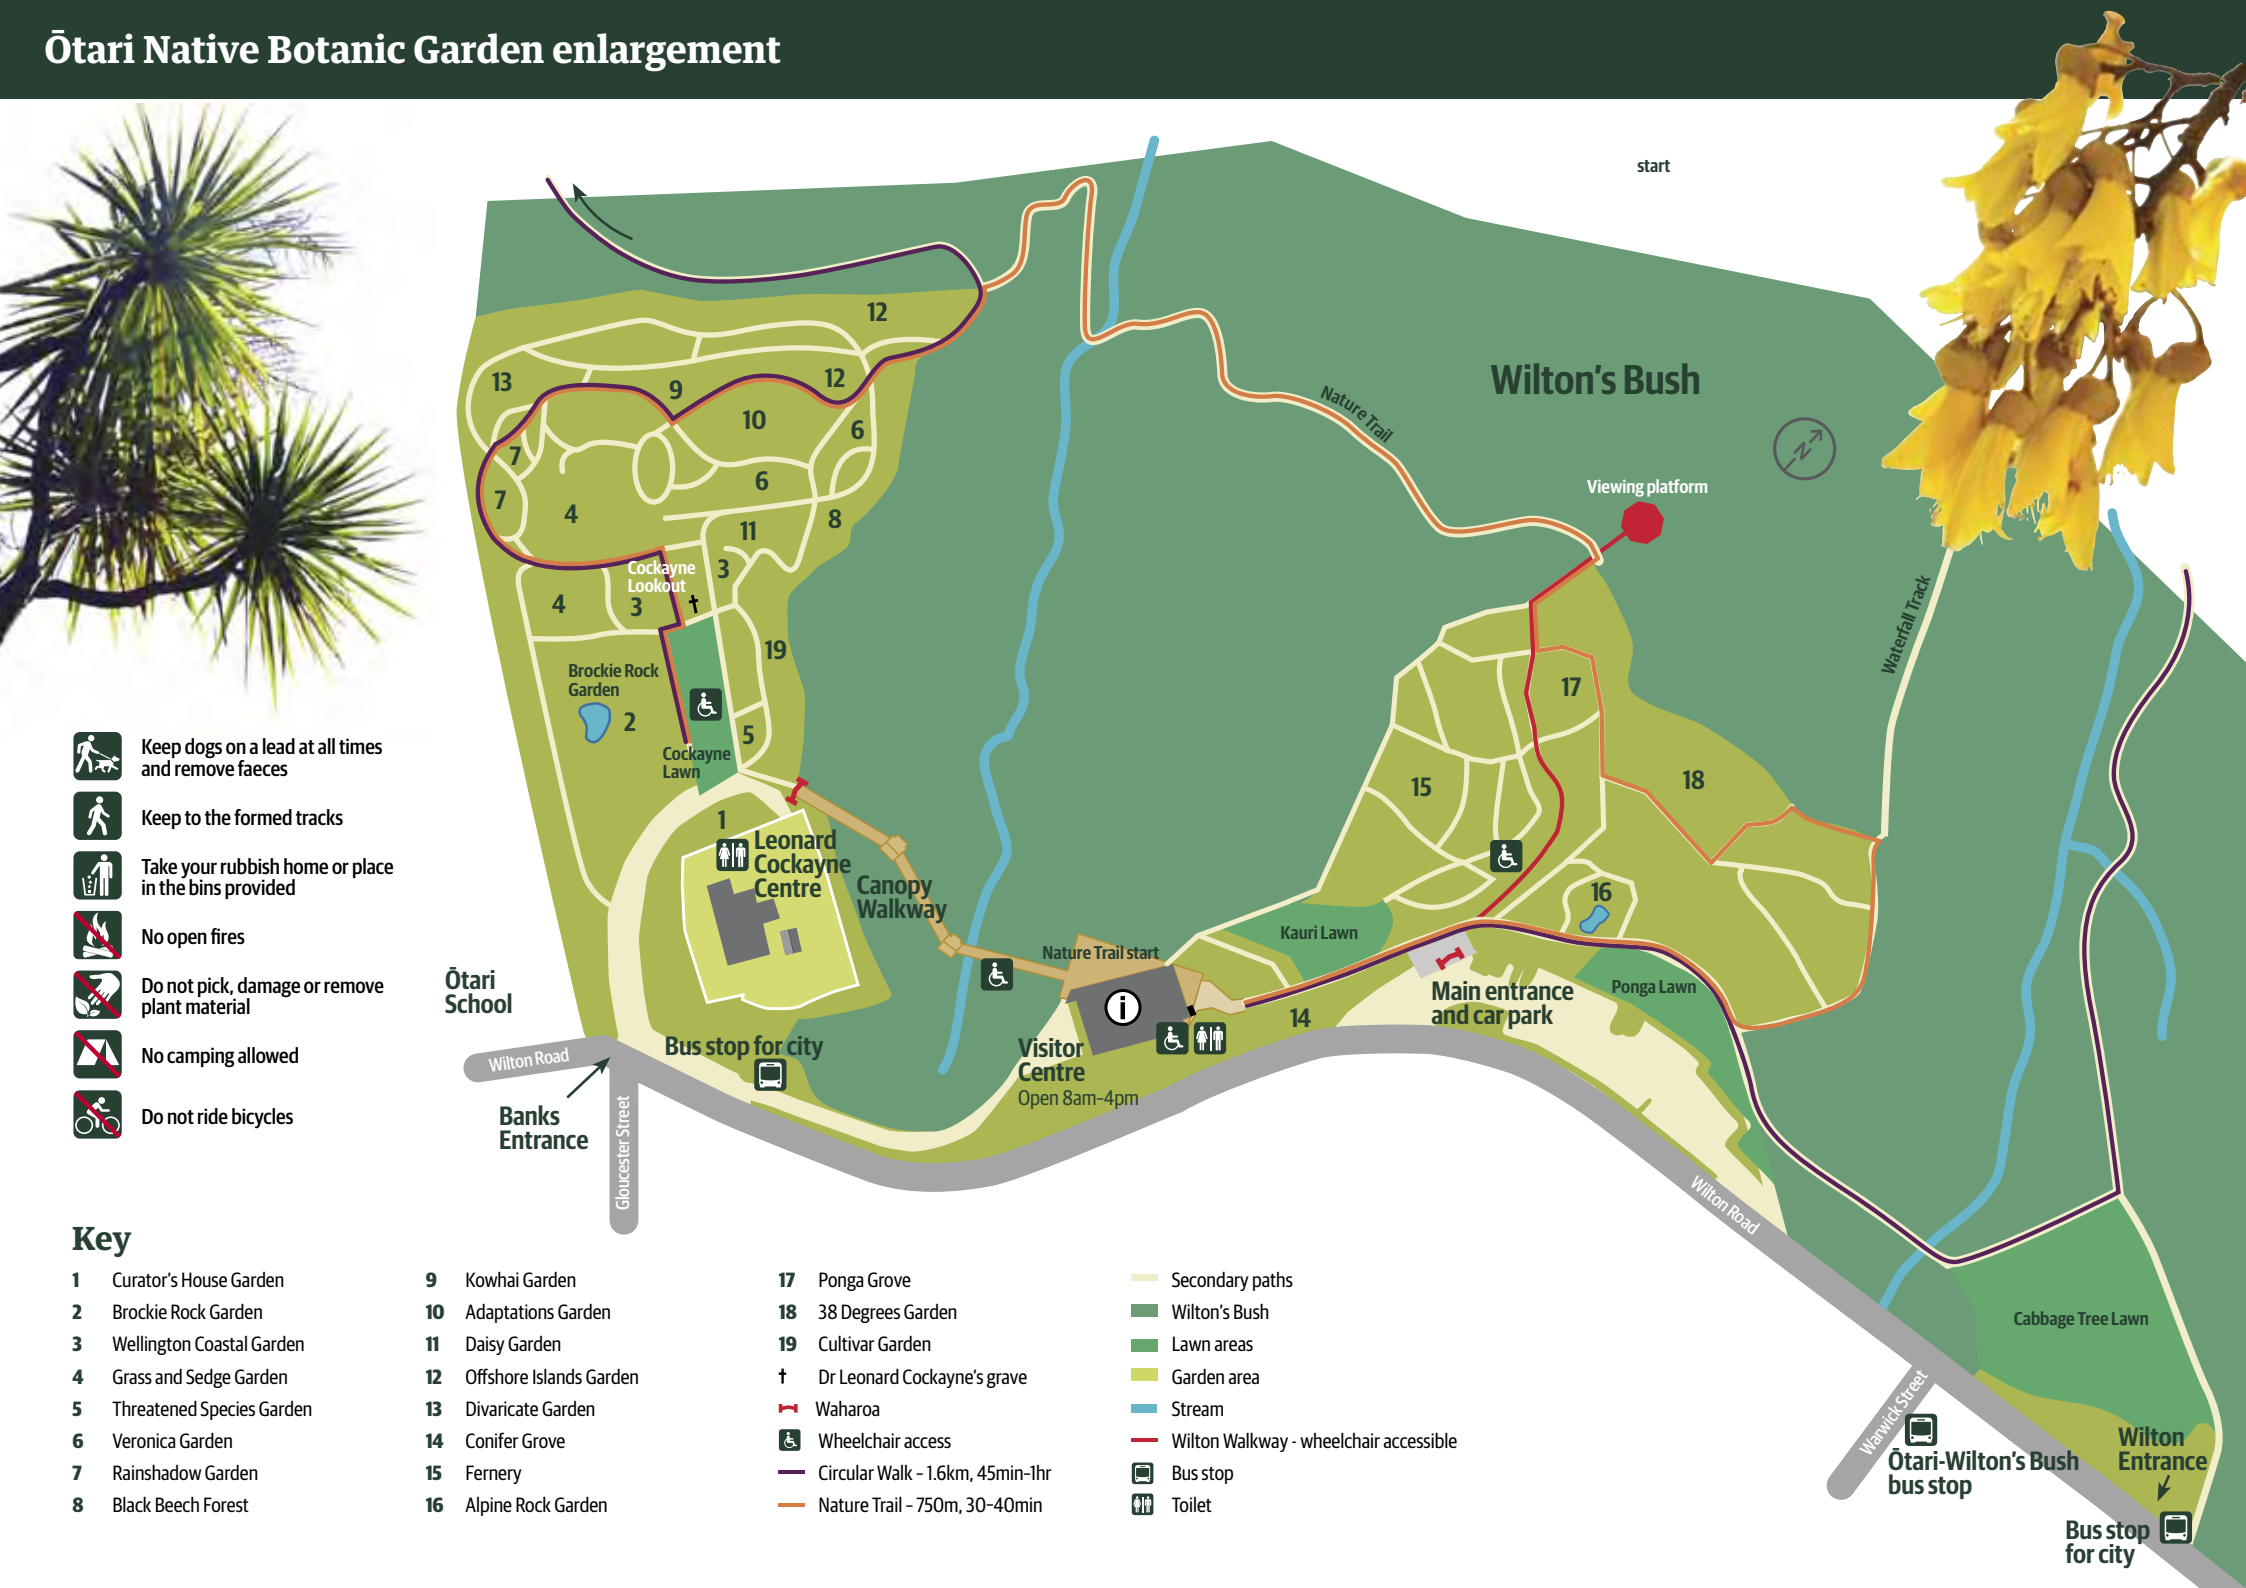 Ōtari Native Botanic Garden enlargement
start
12
13
9
12
10
6
7
6
7
4
11
8
Cockayne
Lookout
3
4
3
19
Brockie Rock
Garden
2
5
Cockayne
Lawn
1
Leonard
Cockayne
Centre
Canopy
Walkway
Nature Trail
Wilton's Bush
N
Viewing platform
Waterfall Track
17
15
18
16
Kauri Lawn
Nature Trail start
i
Main entrance
and car park
Ponga Lawn
14
Visitor
Centre
Open 8am–4pm
Ōtari
School
Bus stop for city
Wilton Road
Banks
Entrance
Gloucester Street
Wilton Road
Cabbage Tree Lawn
Warwick Street
Ōtari-Wilton's Bush
bus stop
Wilton
Entrance
Bus stop
for city
Keep dogs on a lead at all times
and remove faeces
Keep to the formed tracks
Take your rubbish home or place
in the bins provided
No open fires
Do not pick, damage or remove
plant material
No camping allowed
Do not ride bicycles
Key
1 Curator's House Garden
2 Brockie Rock Garden
3 Wellington Coastal Garden
4 Grass and Sedge Garden
5 Threatened Species Garden
6 Veronica Garden
7 Rainshadow Garden
8 Black Beech Forest
9 Kowhai Garden
10 Adaptations Garden
11 Daisy Garden
12 Offshore Islands Garden
13 Divaricate Garden
14 Conifer Grove
15 Fernery
16 Alpine Rock Garden
17 Ponga Grove
18 38 Degrees Garden
19 Cultivar Garden
Dr Leonard Cockayne's grave
Waharoa
Wheelchair access
Circular Walk – 1.6km, 45min–1hr
Nature Trail – 750m, 30–40min
Secondary paths
Wilton's Bush
Lawn areas
Garden area
Stream
Wilton Walkway - wheelchair accessible
Bus stop
Toilet